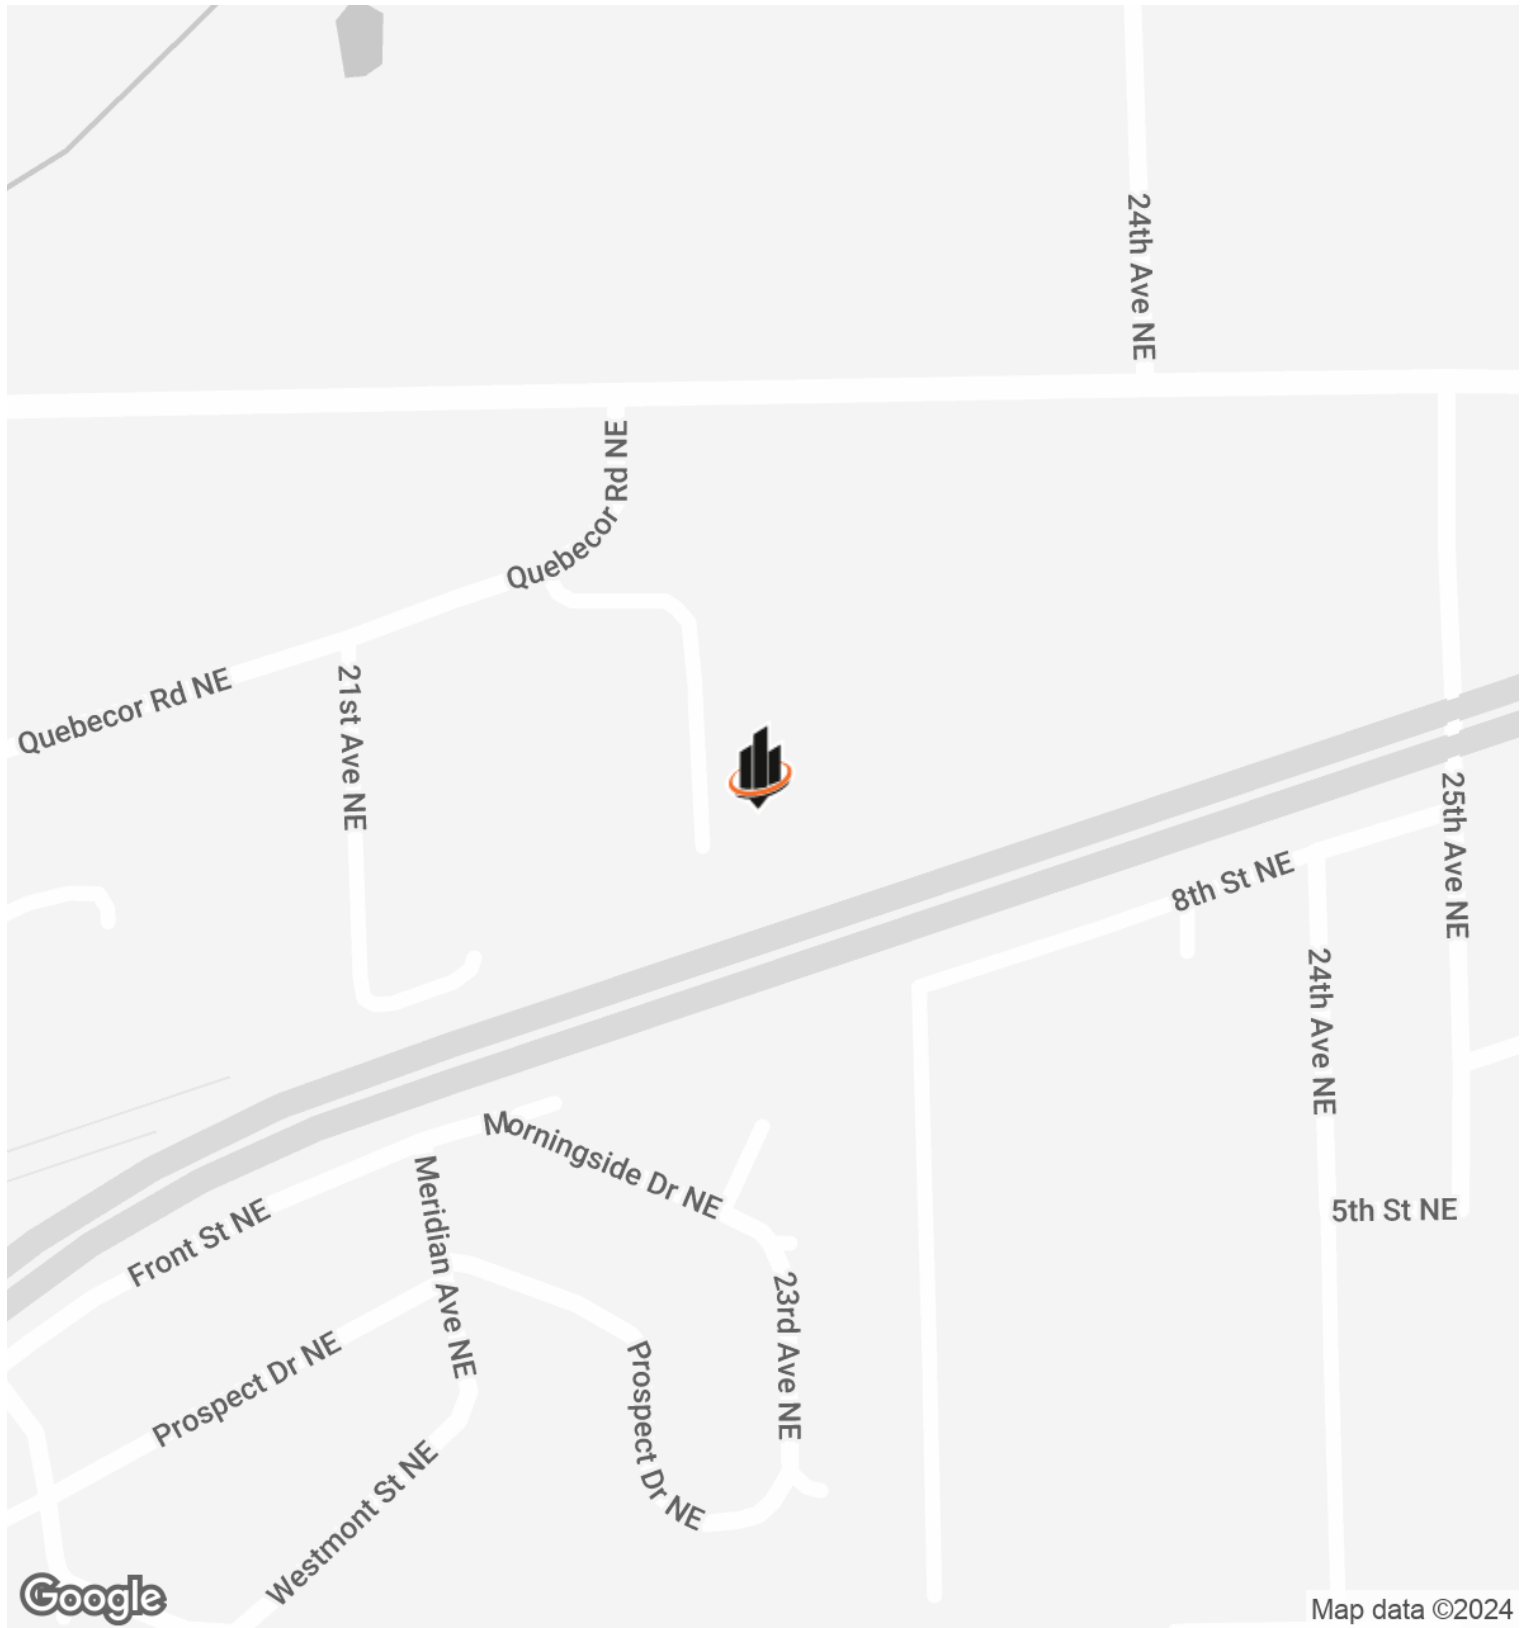 24th Ave NE
Quebecor Rd NE
Quebecor Rd NE
21st Ave NE
25th Ave NE
8th St NE
24th Ave NE
Morningside Dr NE
Meridian Ave NE
Front St NE
5th St NE
23rd Ave NE
Prospect Dr NE
Prospect Dr NE
Westmont St NE
Google
Map data ©2024